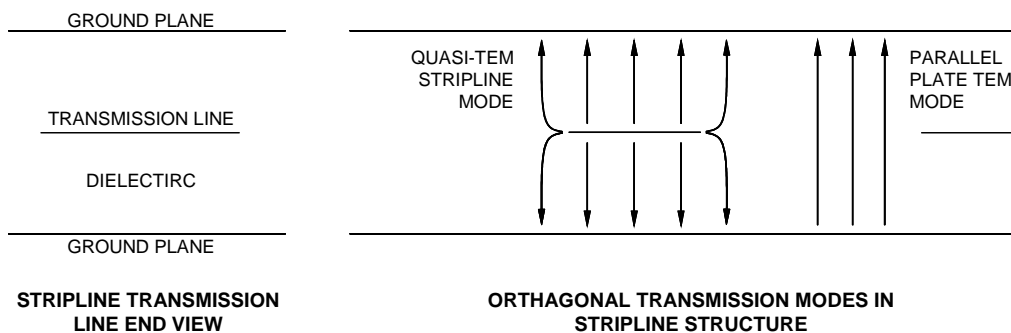 GROUND PLANE
TRANSMISSION LINE
DIELECTIRC
GROUND PLANE
STRIPLINE TRANSMISSION
LINE END VIEW
QUASI-TEM
STRIPLINE
MODE
PARALLEL
PLATE TEM
MODE
ORTHAGONAL TRANSMISSION MODES IN
STRIPLINE STRUCTURE